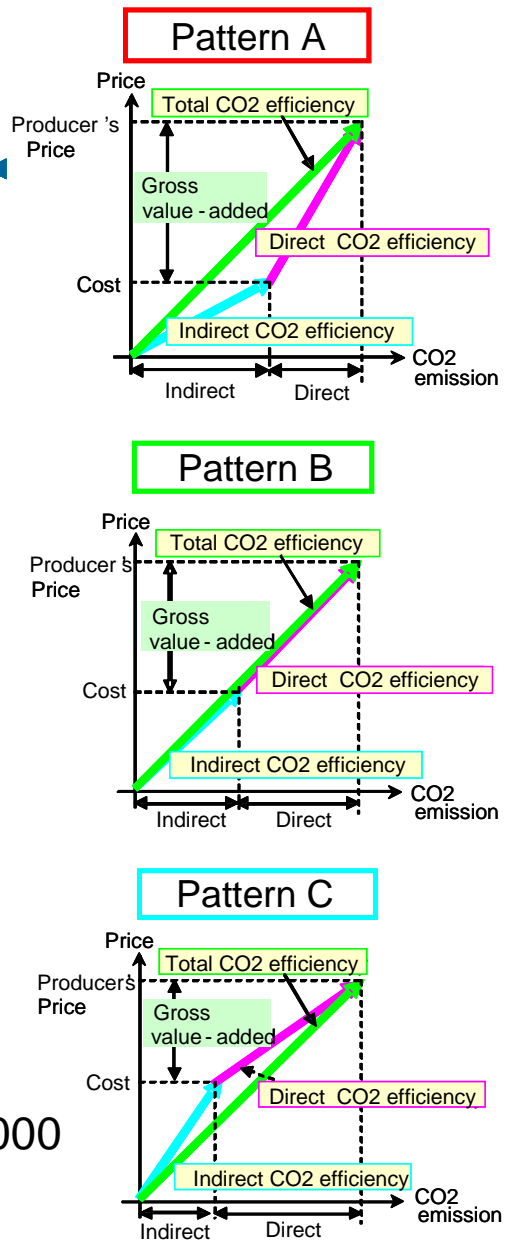 Pattern A
Price
Total CO2 efficiency
Producer 's
Price
Gross
value - added
Direct CO2 efficiency
Cost
Indirect CO2 efficiency
CO2
emission
Indirect
Direct
Pattern B
Price
Total CO2 efficiency
Producer 's
Price
Gross
value - added
Cost
Direct CO2 efficiency
Indirect CO2 efficiency
CO2
emission
Indirect
Direct
Pattern C
Price
Total CO2 efficiency
Producer's
Price
Gross
value - added
Cost
Direct CO2 efficiency
000
Indirect CO2 efficiency
CO2
emission
Indirect
Direct